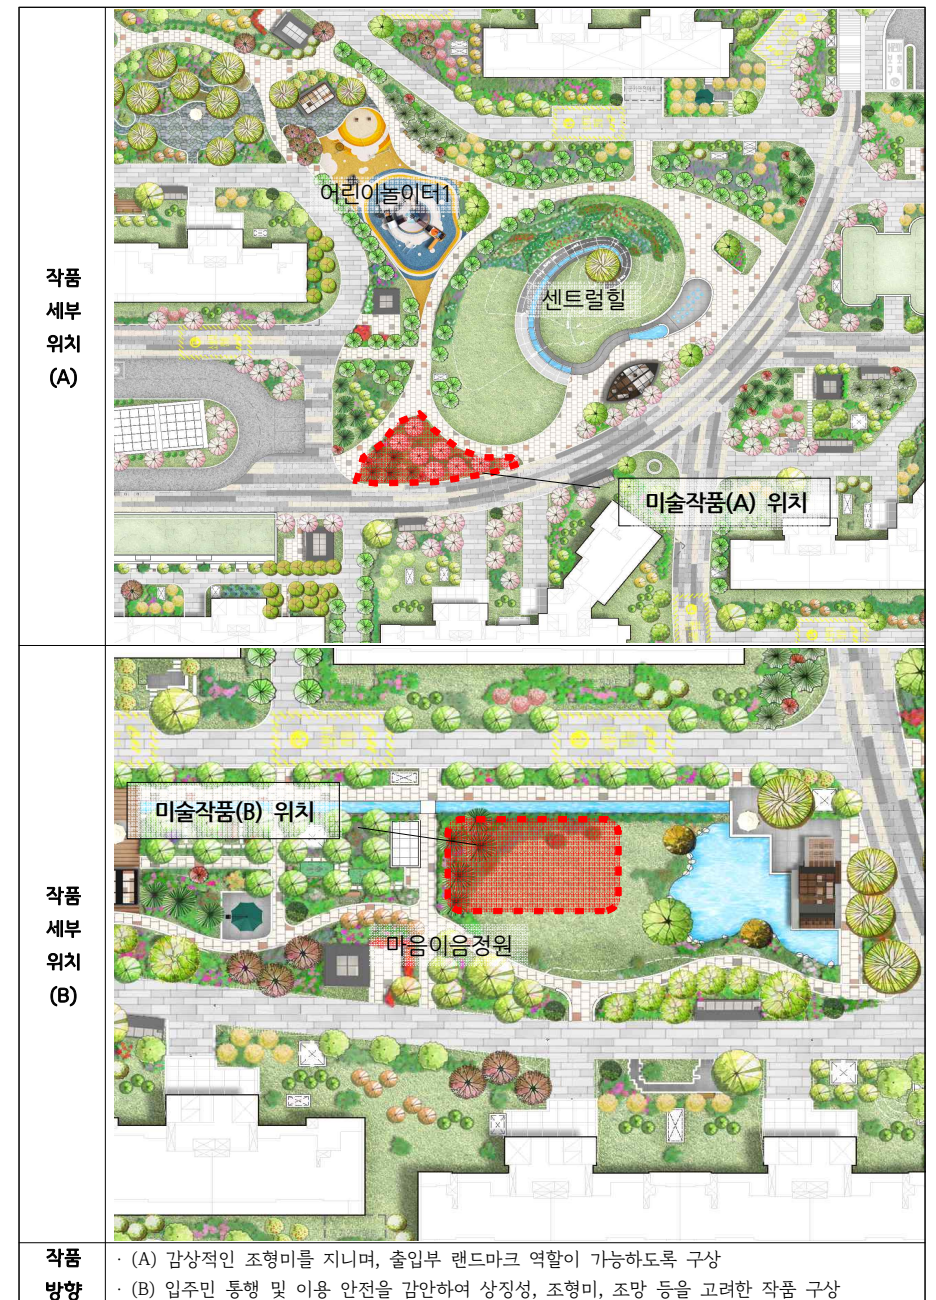 작품
세부
위치
(A)
어린이놀이터1
센트럴힐
미술작품(A) 위치
작품
세부
위치
(B)
미술작품(B) 위치
마음이음정원
작품
방향
· (A) 감상적인 조형미를 지니며, 출입부 랜드마크 역할이 가능하도록 구상
· (B) 입주민 통행 및 이용 안전을 감안하여 상징성, 조형미, 조망 등을 고려한 작품 구상